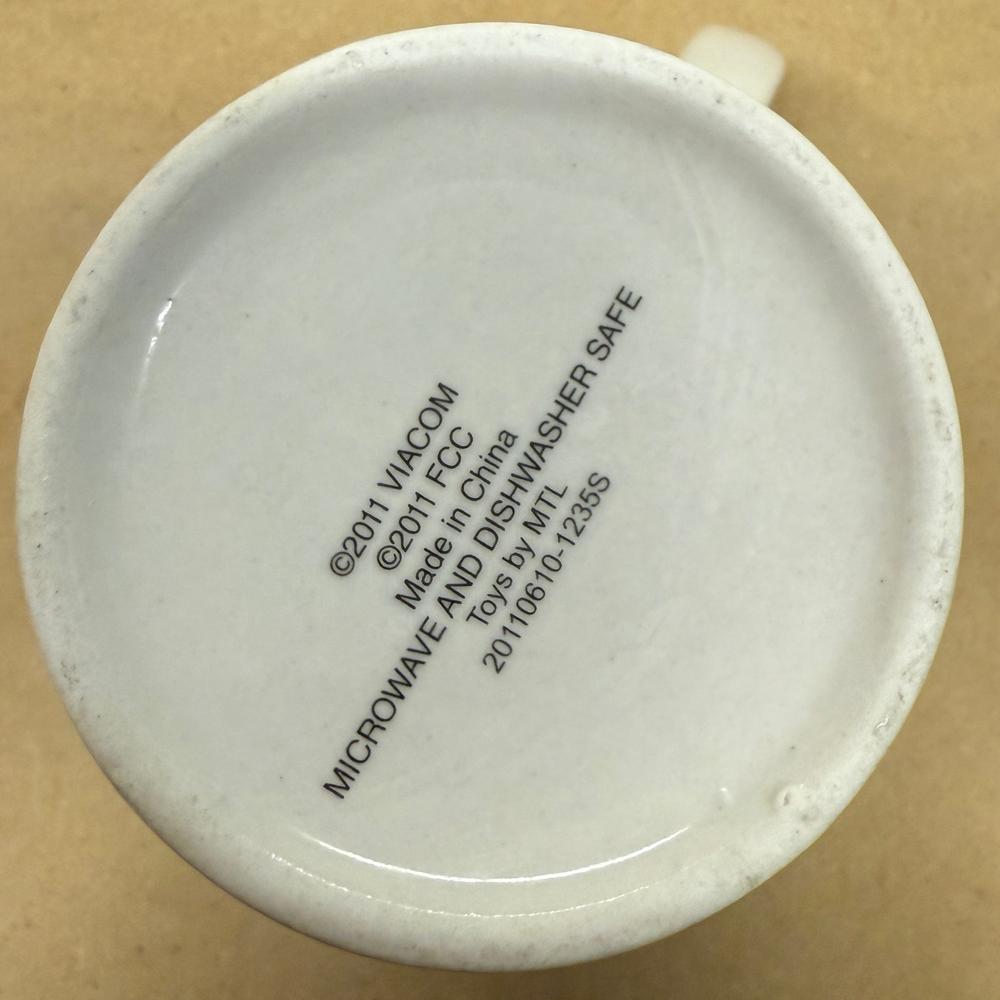 ©2011 VIACOM
©2011 FCC
Made in China
MICROWAVE AND DISHWASHER SAFE
Toys by MTL
20110610-1235S